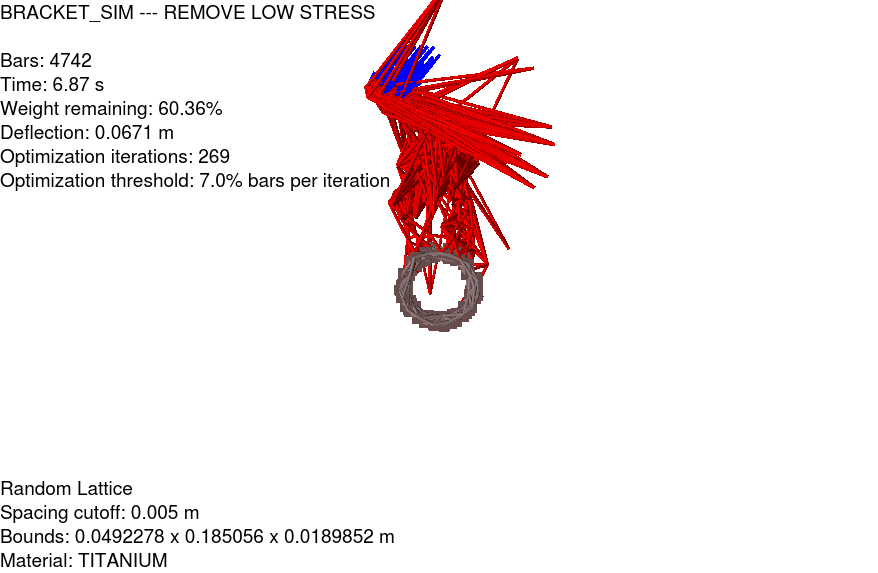 BRACKET_SIM --- REMOVE LOW STRESS
Bars: 4742
Time: 6.87 s
Weight remaining: 60.36%
Deflection: 0.0671 m
Optimization iterations: 269
Optimization threshold: 7.0% bars per iteration
Random Lattice
Spacing cutoff: 0.005 m
Bounds: 0.0492278 x 0.185056 x 0.0189852 m
Material: TITANIUM